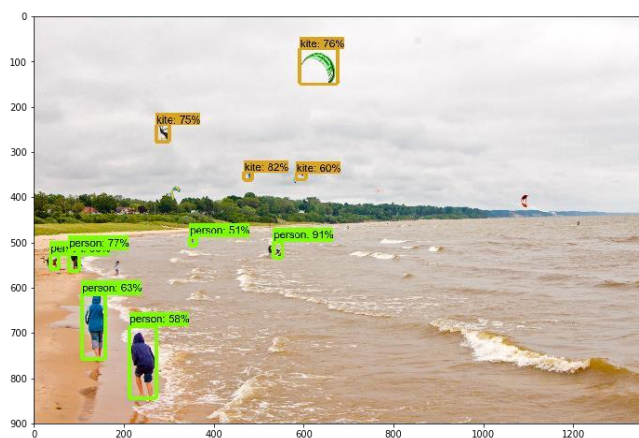 0
100
kite: 76%
200
kite: 75%
300
kite: 82%
kite: 60%
400
person: 51%
person: 77%
person: 91%
500
600
person: 63%
person: 58%
700
800
900
0
200
400
600
800
1000
1200